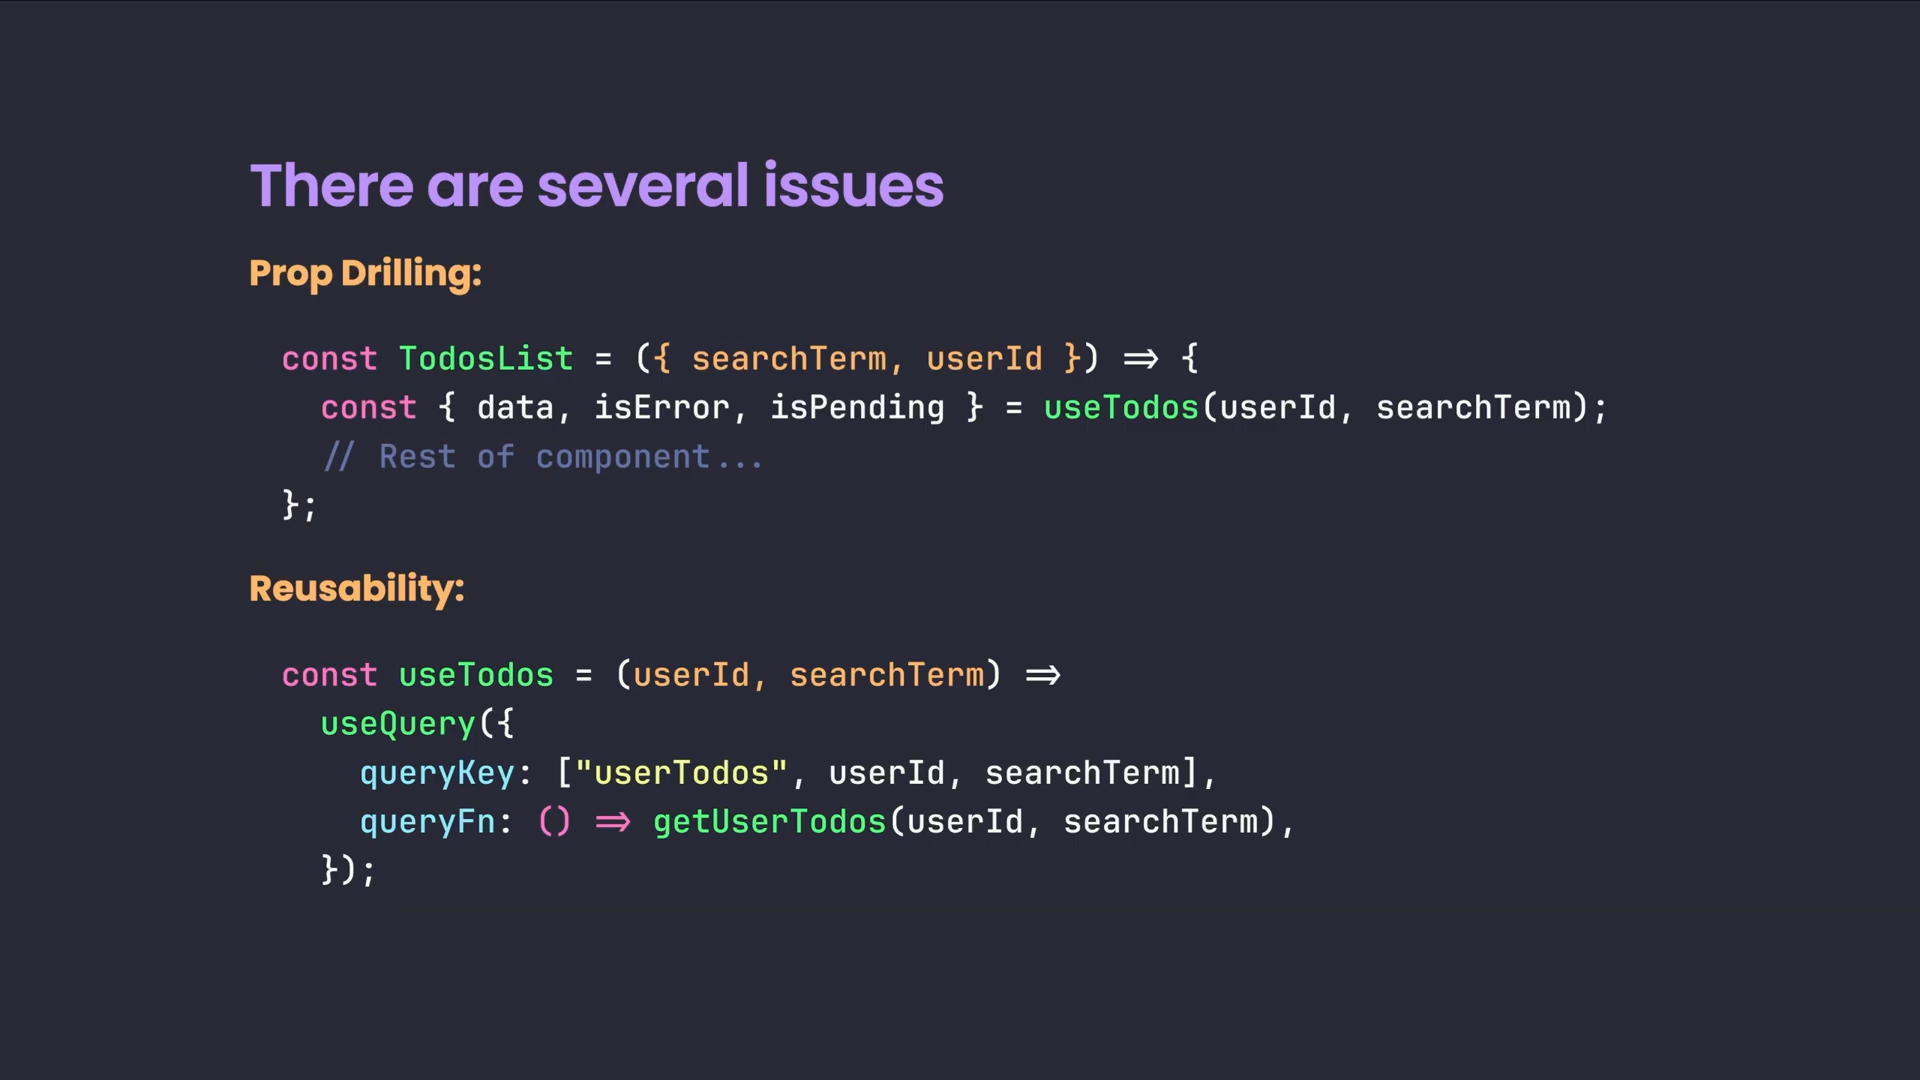 There are several issues
Prop Drilling:
const TodosList = ({ searchTerm, userId }) => {
const { data, isError, isPending } = useTodos(userId, searchTerm);
// Rest of component...
};
Reusability:
const useTodos = (userId, searchTerm) =>
useQuery({
queryKey: ["userTodos", userId, searchTerm],
queryFn: () => getUserTodos(userId, searchTerm),
});